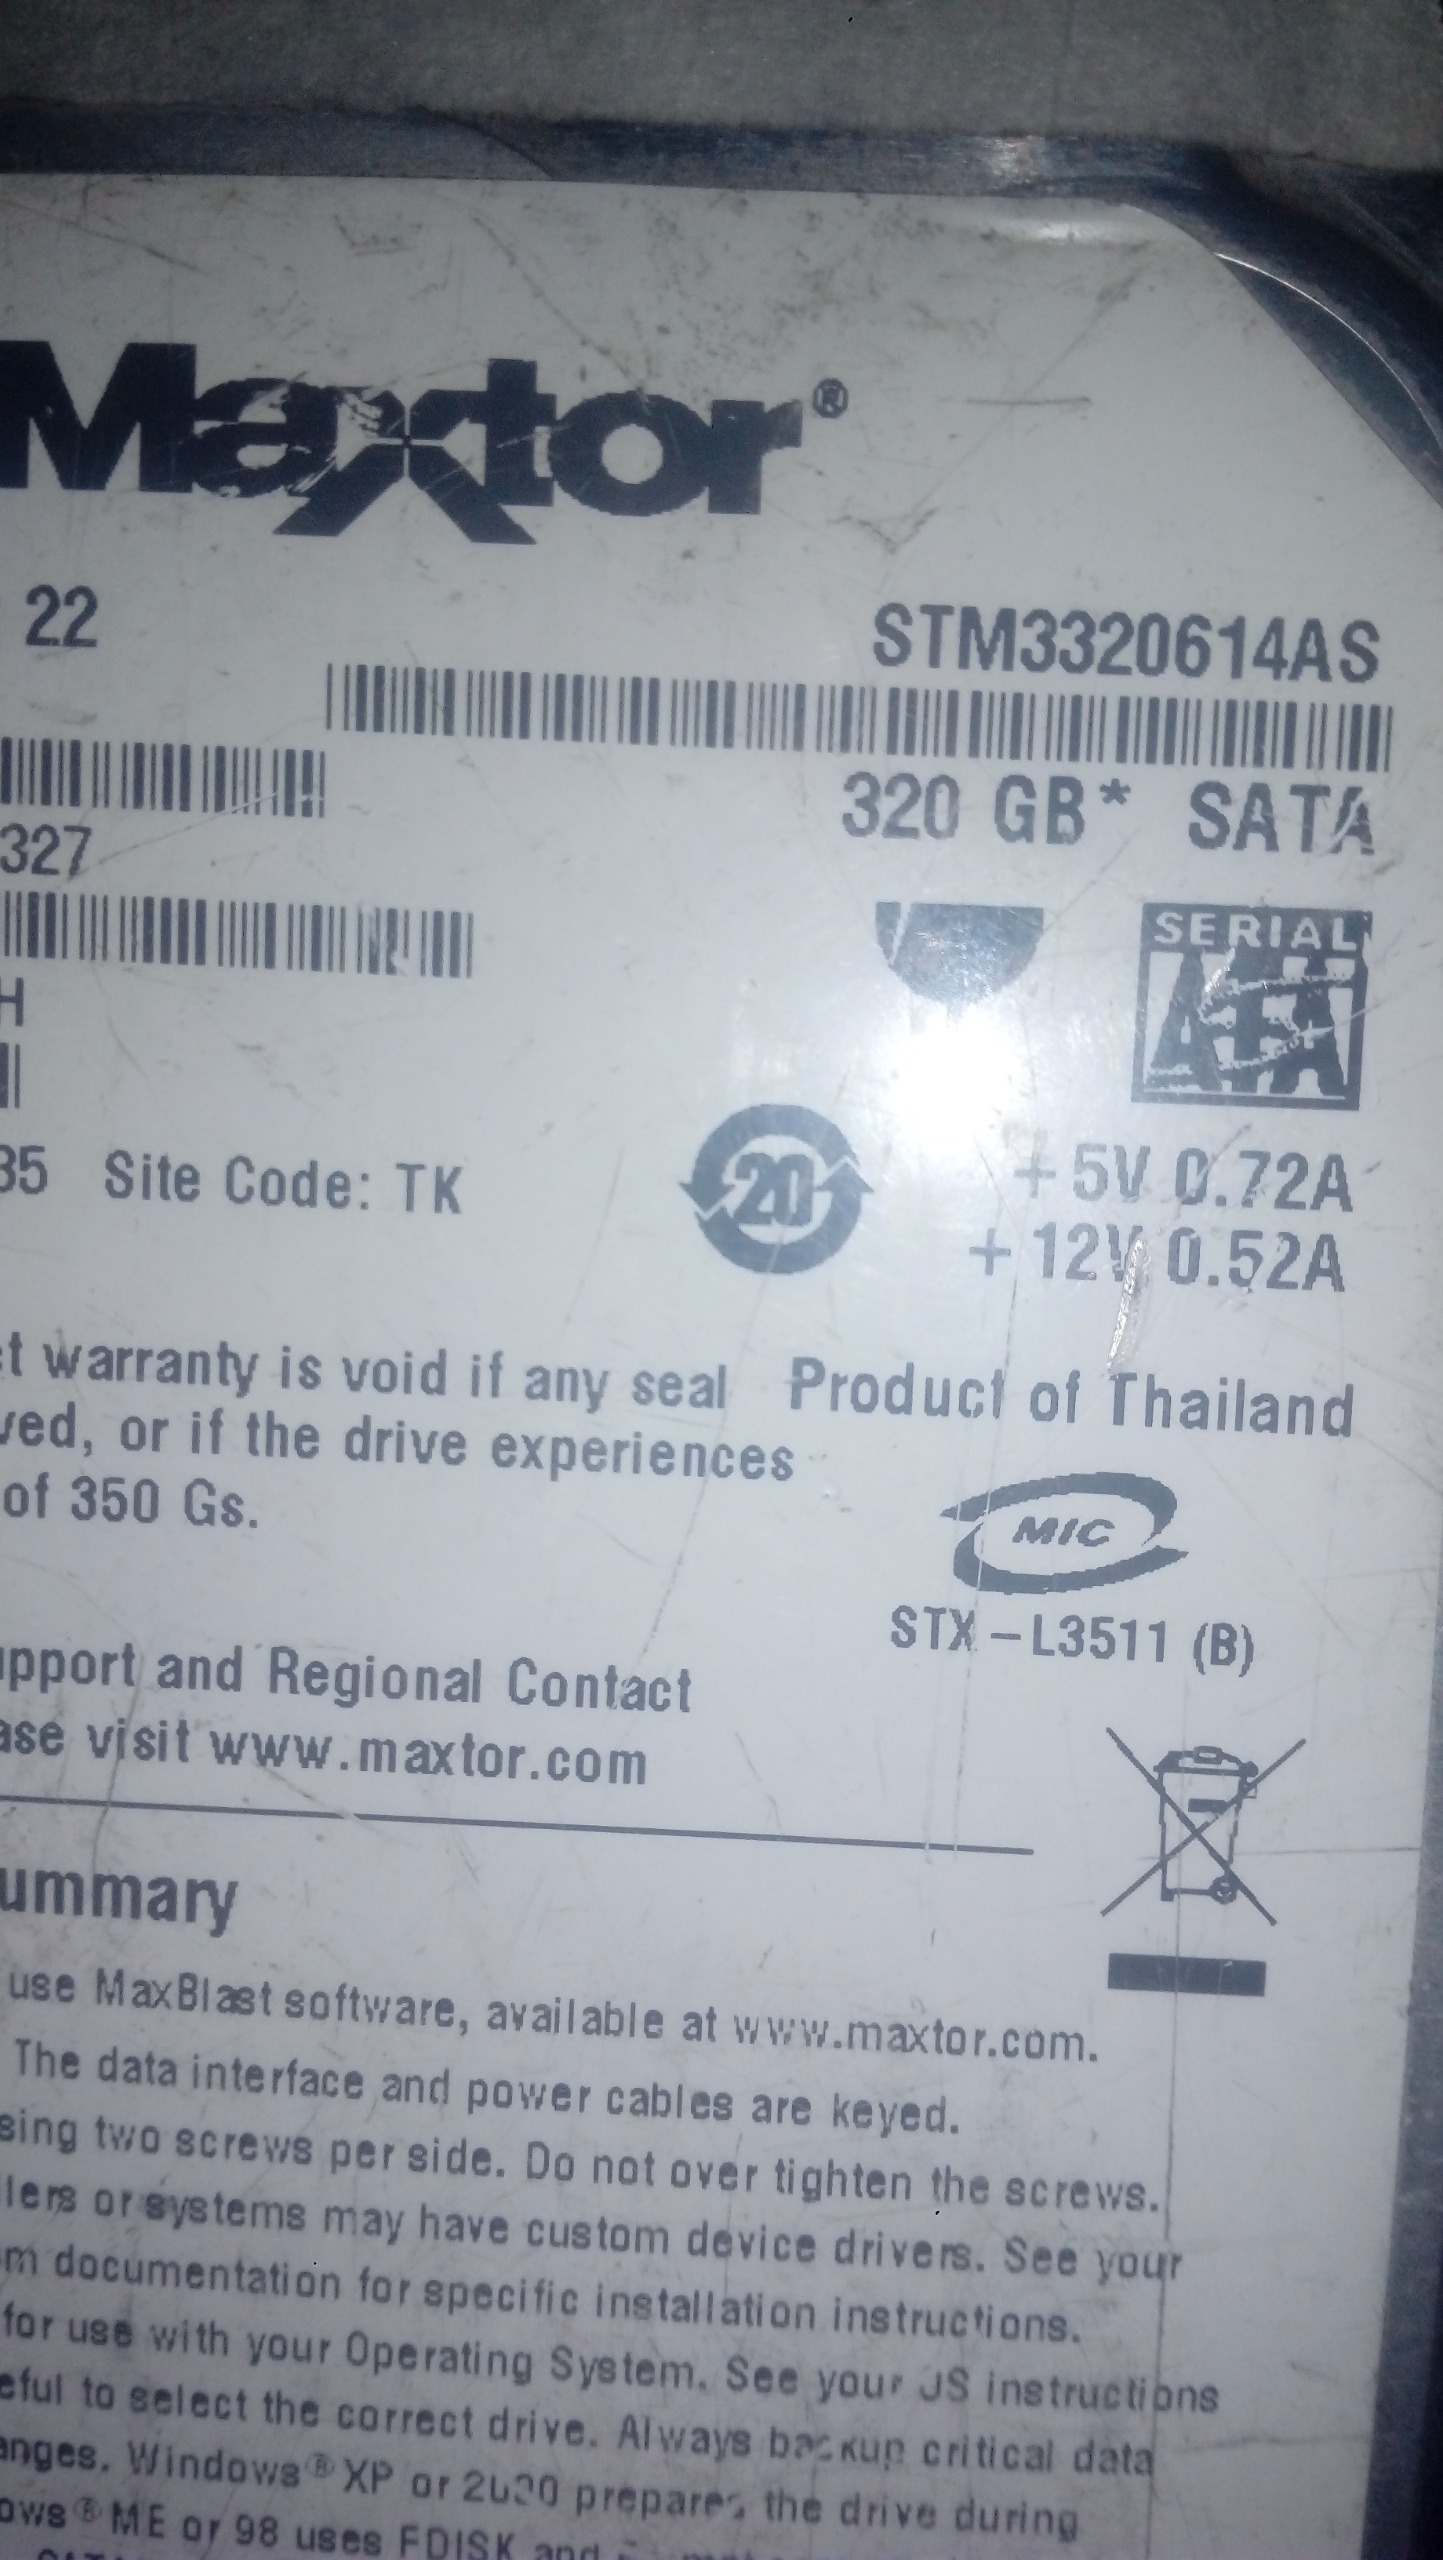 Maxtor®
22
STM3320614AS
320 GB* SATA
327
SERIAL
ATA
H
35 Site Code: TK
20
+5V 0.72A
+12V 0.52A
t warranty is void if any seal
ved, or if the drive experiences
of 350 Gs.
Product of Thailand
MIC
STX-L3511 (B)
upport and Regional Contact
ase visit www.maxtor.com
ummary
use MaxBlast software, available at www.maxtor.com.
The data interface and power cables are keyed.
sing two screws per side. Do not over tighten the screws.
lers or systems may have custom device drivers. See your
m documentation for specific installation instructions.
for use with your Operating System. See your OS instructions
eful to select the correct drive. Always backup critical data
anges. Windows® XP or 2000 prepares the drive during
ows® ME or 98 uses FDISK and